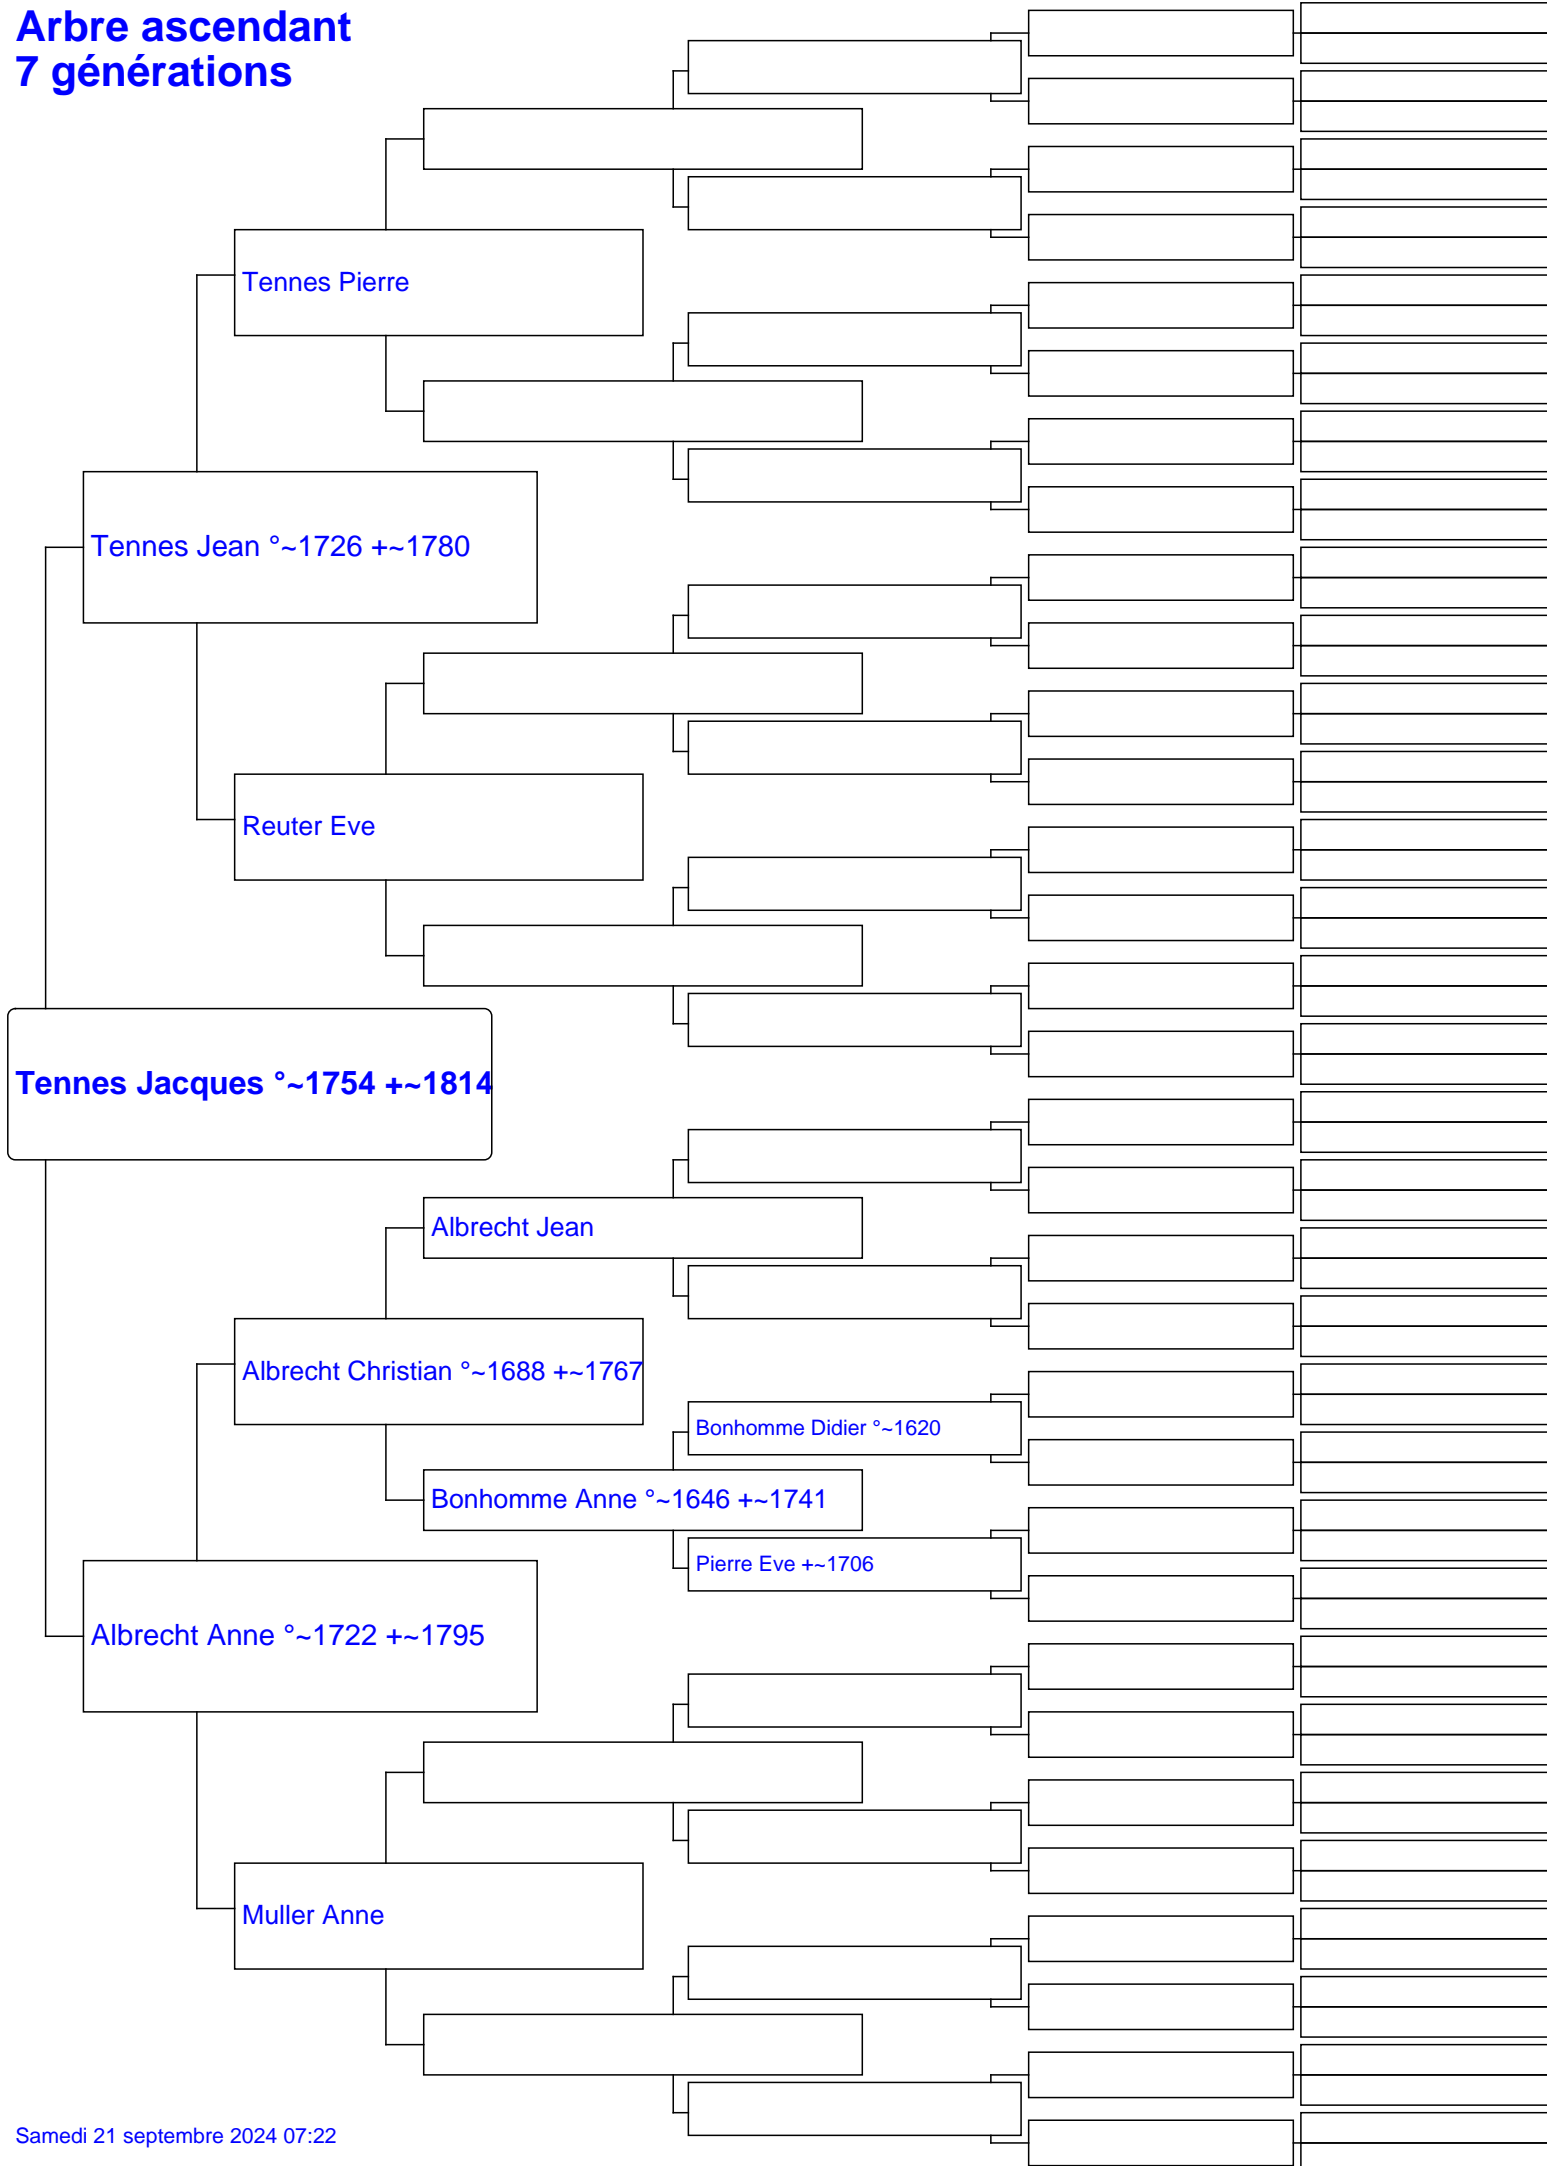 Arbre ascendant
7 générations
Tennes Pierre
Tennes Jean °~1726 +~1780
Reuter Eve
Tennes Jacques °~1754 +~1814
Albrecht Jean
Albrecht Christian °~1688 +~1767
Bonhomme Didier °~1620
Bonhomme Anne °~1646 +~1741
Pierre Eve +~1706
Albrecht Anne °~1722 +~1795
Muller Anne
Samedi 21 septembre 2024 07:22